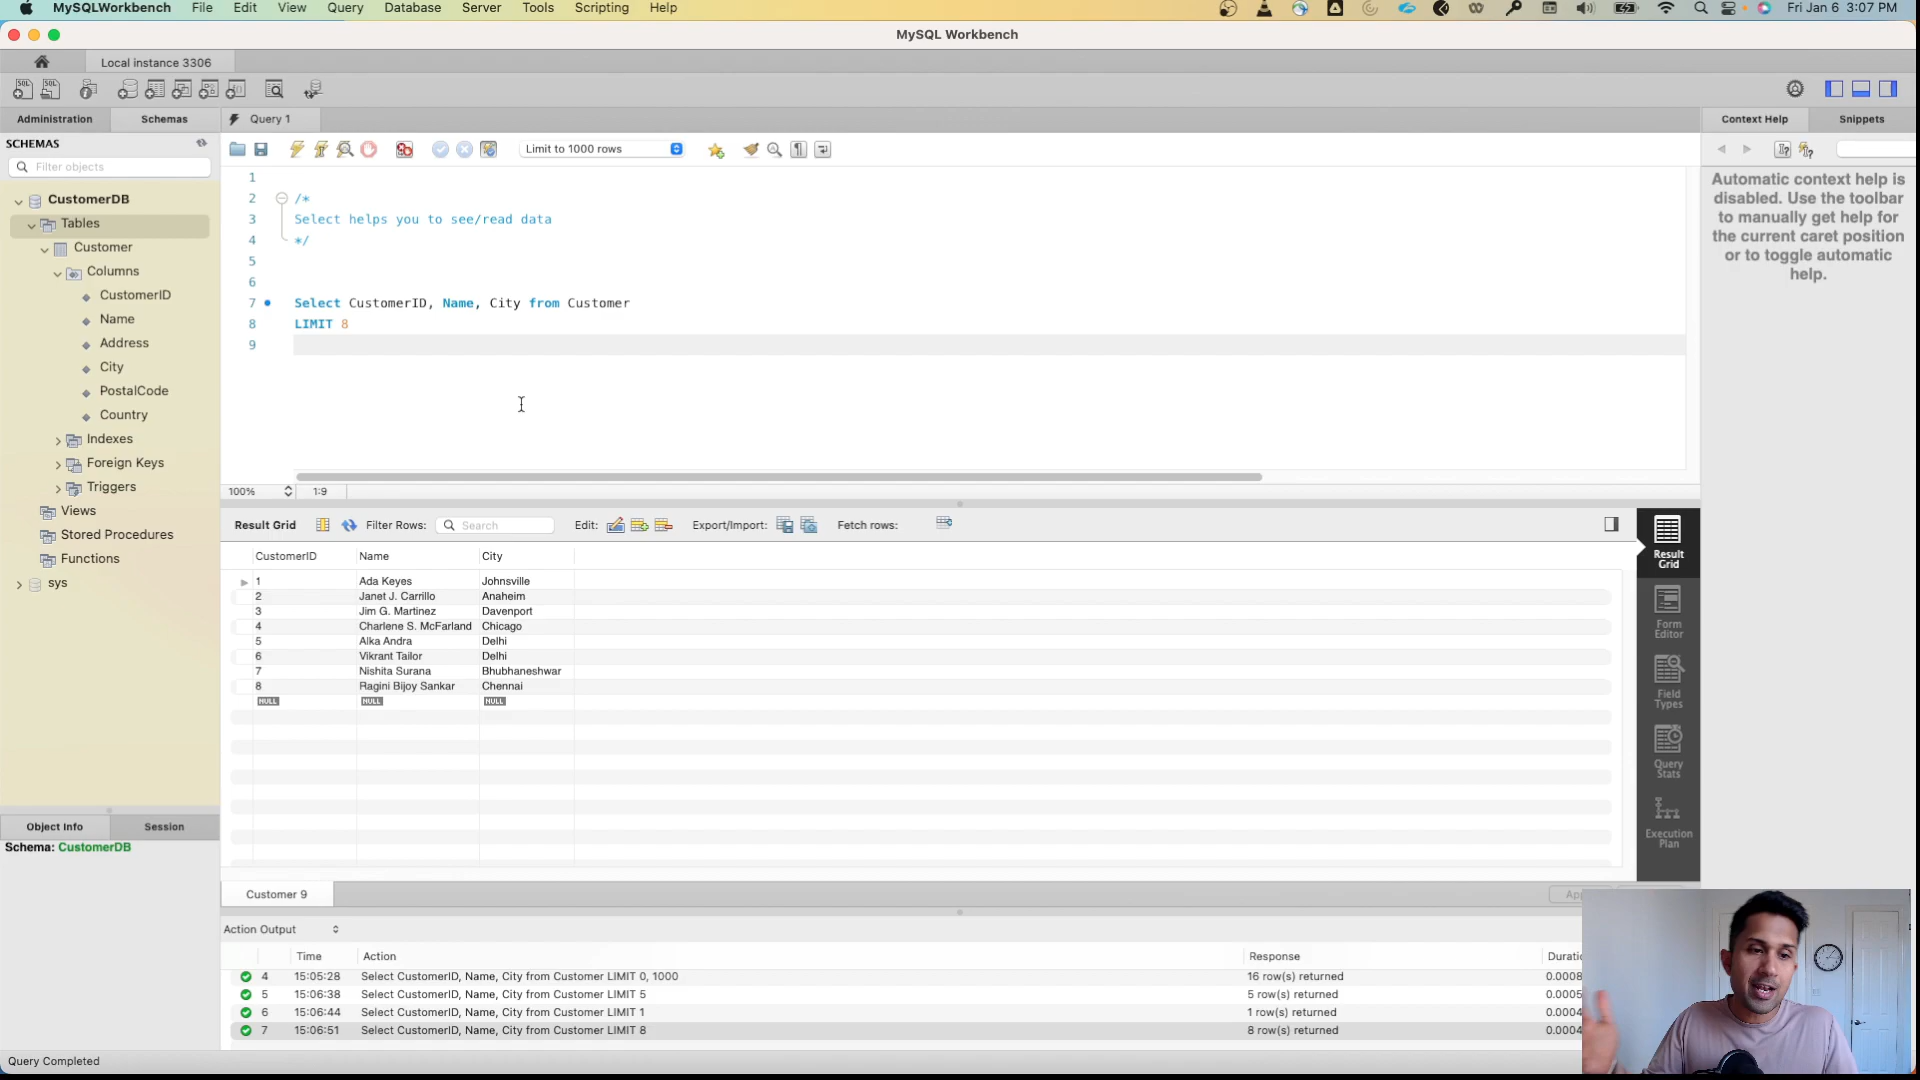 MySQLWorkbench File Edit View Query Database Server Tools Scripting Help Fri Jan 6 3:07 PM
MySQL Workbench
Local instance 3306
Administration Schemas Query 1 Context Help Snippets
SCHEMAS
Filter objects
CustomerDB
Tables
Customer
Columns
CustomerID
Name
Address
City
PostalCode
Country
Indexes
Foreign Keys
Triggers
Views
Stored Procedures
Functions
sys
Object Info Session
Schema: CustomerDB
Limit to 1000 rows
1
2 /*
3 Select helps you to see/read data
4 */
5
6
7 Select CustomerID, Name, City from Customer
8 LIMIT 8
9
100% 1:9
Automatic context help is
disabled. Use the toolbar
to manually get help for
the current caret position
or to toggle automatic
help.
Result Grid Filter Rows: Search Edit: Export/Import: Fetch rows:
CustomerID Name City
1 Ada Keyes Johnsville
2 Janet J. Carrillo Anaheim
3 Jim G. Martinez Davenport
4 Charlene S. McFarland Chicago
5 Alka Andra Delhi
6 Vikrant Tailor Delhi
7 Nishita Surana Bhubhaneshwar
8 Ragini Bijoy Sankar Chennai
NULL NULL NULL
Result
Grid
Form
Editor
Field
Types
Query
Stats
Execution
Plan
Customer 9
Action Output
Time Action Response
4 15:05:28 Select CustomerID, Name, City from Customer LIMIT 0, 1000 16 row(s) returned 0.0008
5 15:06:38 Select CustomerID, Name, City from Customer LIMIT 5 5 row(s) returned 0.0005
6 15:06:44 Select CustomerID, Name, City from Customer LIMIT 1 1 row(s) returned 0.0004
7 15:06:51 Select CustomerID, Name, City from Customer LIMIT 8 8 row(s) returned 0.0004
Query Completed